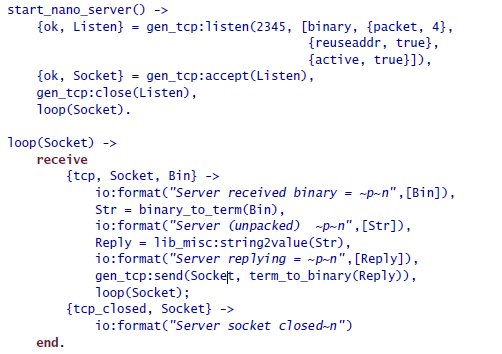 start_nano_server() ->
    {ok, Listen} = gen_tcp:listen(2345, [binary, {packet, 4},
                                         {reuseaddr, true},
                                         {active, true}]),
    {ok, Socket} = gen_tcp:accept(Listen),
    gen_tcp:close(Listen),
    loop(Socket).

loop(Socket) ->
    receive
        {tcp, Socket, Bin} ->
            io:format("Server received binary = ~p~n",[Bin]),
            Str = binary_to_term(Bin),
            io:format("Server (unpacked)  ~p~n",[Str]),
            Reply = lib_misc:string2value(Str),
            io:format("Server replying = ~p~n",[Reply]),
            gen_tcp:send(Socket, term_to_binary(Reply)),
            loop(Socket);
        {tcp_closed, Socket} ->
            io:format("Server socket closed~n")
    end.